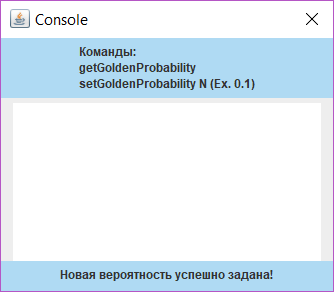 Console
Команды:
getGoldenProbability
setGoldenProbability N (Ex. 0.1)
Новая вероятность успешно задана!